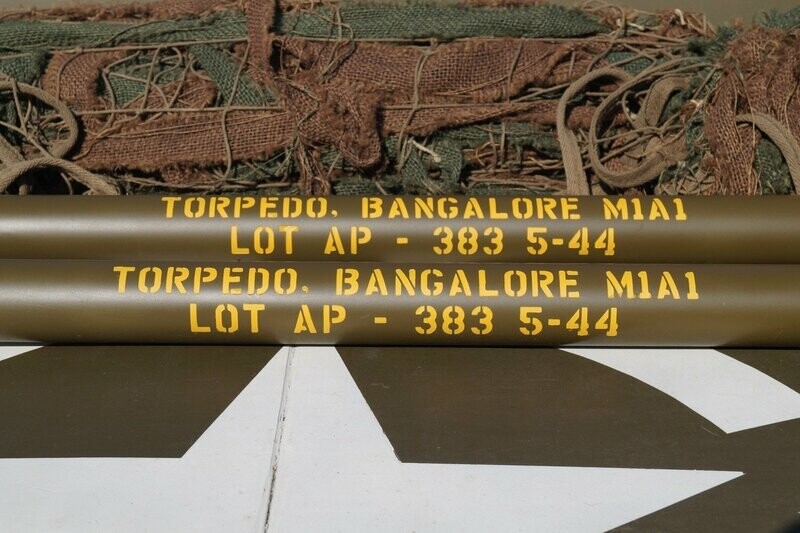 TORPEDO, BANGALORE M1A1
LOT AP - 383 5-44
TORPEDO, BANGALORE M1A1
LOT AP - 383 5-44